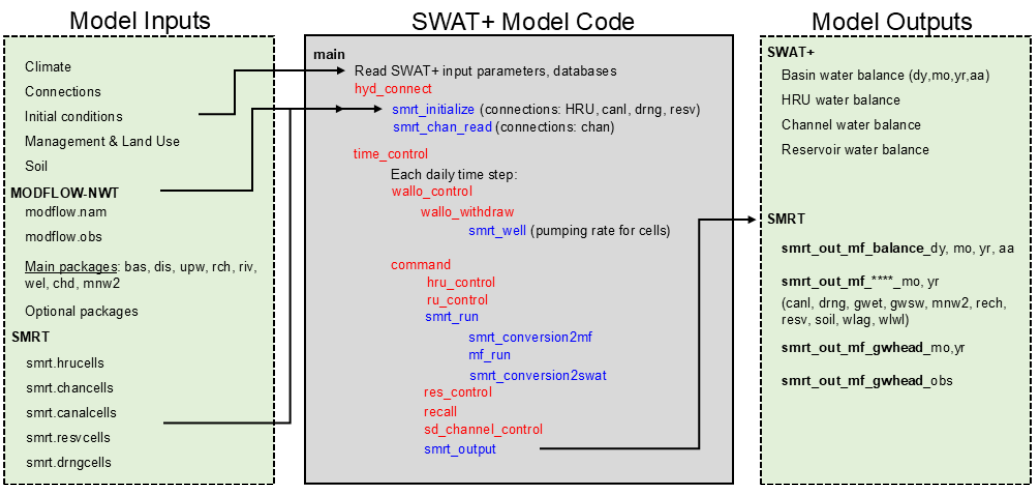 Model Inputs
Climate
Connections
Initial conditions
Management & Land Use
Soil
MODFLOW-NWT
modflow.nam
modflow.obs
Main packages: bas, dis, upw, rch, riv,
wel, chd, mnw2
Optional packages
SMRT
smrt.hrucells
smrt.chancells
smrt.canalcells
smrt.resvcells
smrt.drngcells
SWAT+ Model Code
main
Read SWAT+ input parameters, databases
hyd_connect
smrt_initialize (connections: HRU, canl, drng, resv)
smrt_chan_read (connections: chan)
time_control
Each daily time step:
wallo_control
wallo_withdraw
smrt_well (pumping rate for cells)
command
hru_control
ru_control
smrt_run
smrt_conversion2mf
mf_run
smrt_conversion2swat
res_control
recall
sd_channel_control
smrt_output
Model Outputs
SWAT+
Basin water balance (dy,mo,yr,aa)
HRU water balance
Channel water balance
Reservoir water balance
SMRT
smrt_out_mf_balance_dy, mo, yr, aa
smrt_out_mf_****_mo, yr
(canl, drng, gwet, gwsw, mnw2, rech,
resv, soil, wlag, wlwl)
smrt_out_mf_gwhead_mo,yr
smrt_out_mf_gwhead_obs